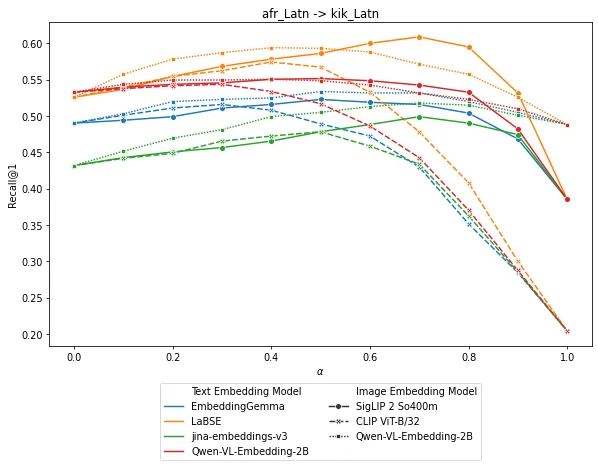 afr_Latn -> kik_Latn
Recall@1
0.60
0.55
0.50
0.45
0.40
0.35
0.30
0.25
0.20
0.0 0.2 0.4 0.6 0.8 1.0
α
Text Embedding Model Image Embedding Model
EmbeddingGemma SigLIP 2 So400m
LaBSE CLIP ViT-B/32
jina-embeddings-v3 Qwen-VL-Embedding-2B
Qwen-VL-Embedding-2B